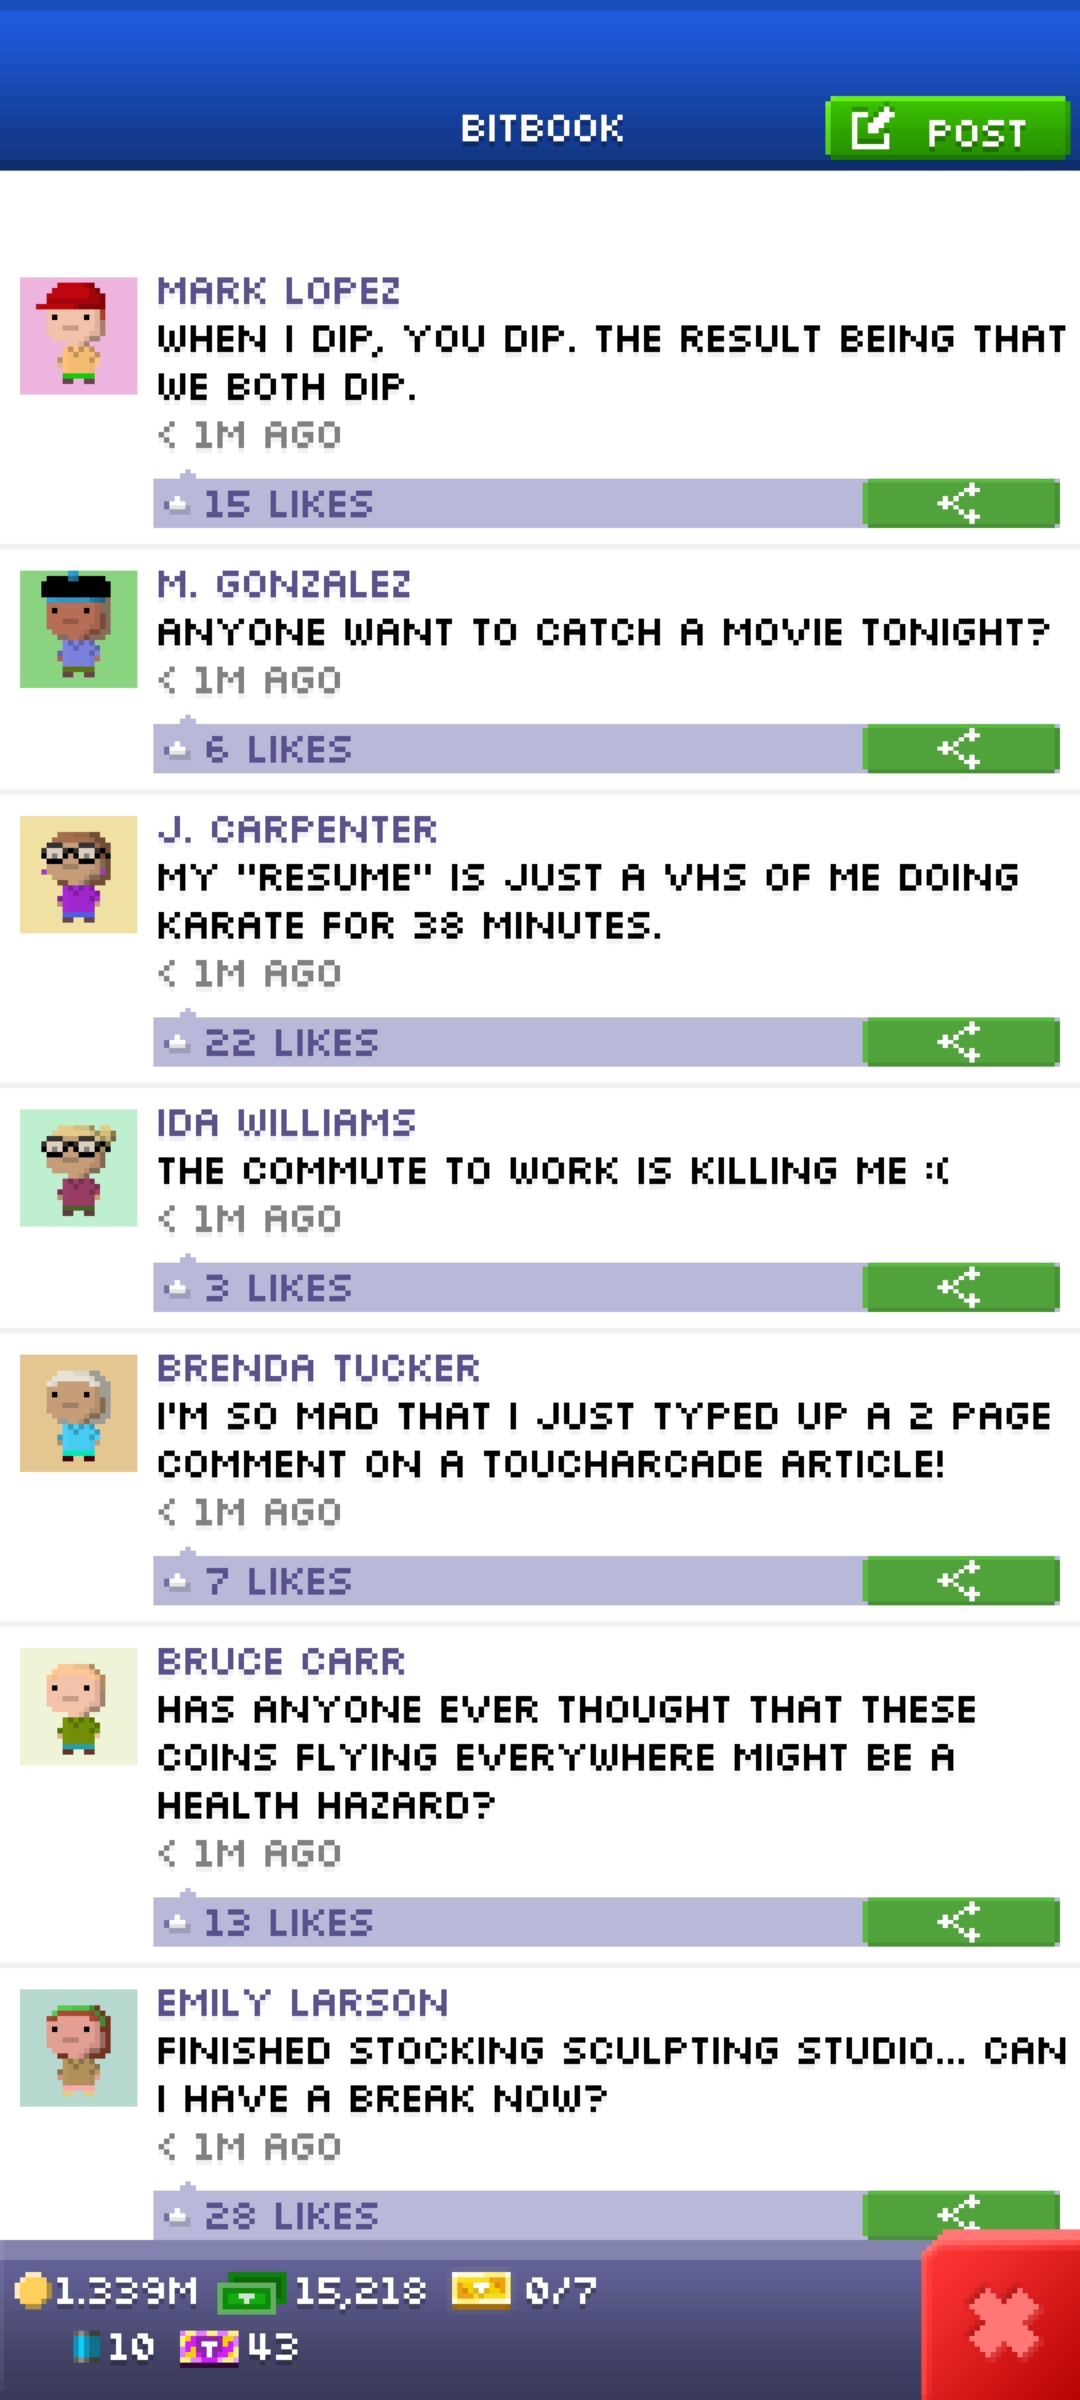 BITBOOK
POST
MARK LOPEZ
WHEN I DIP, YOU DIP. THE RESULT BEING THAT
WE BOTH DIP.
< 1M AGO
15 LIKES
M. GONZALEZ
ANYONE WANT TO CATCH A MOVIE TONIGHT?
< 1M AGO
6 LIKES
J. CARPENTER
MY "RESUME" IS JUST A VHS OF ME DOING
KARATE FOR 38 MINUTES.
< 1M AGO
22 LIKES
IDA WILLIAMS
THE COMMUTE TO WORK IS KILLING ME :(
< 1M AGO
3 LIKES
BRENDA TUCKER
I'M SO MAD THAT I JUST TYPED UP A 2 PAGE
COMMENT ON A TOUCHARCADE ARTICLE!
< 1M AGO
7 LIKES
BRUCE CARR
HAS ANYONE EVER THOUGHT THAT THESE
COINS FLYING EVERYWHERE MIGHT BE A
HEALTH HAZARD?
< 1M AGO
13 LIKES
EMILY LARSON
FINISHED STOCKING SCULPTING STUDIO... CAN
I HAVE A BREAK NOW?
< 1M AGO
28 LIKES
1.339M 15,218 0/7
10 43